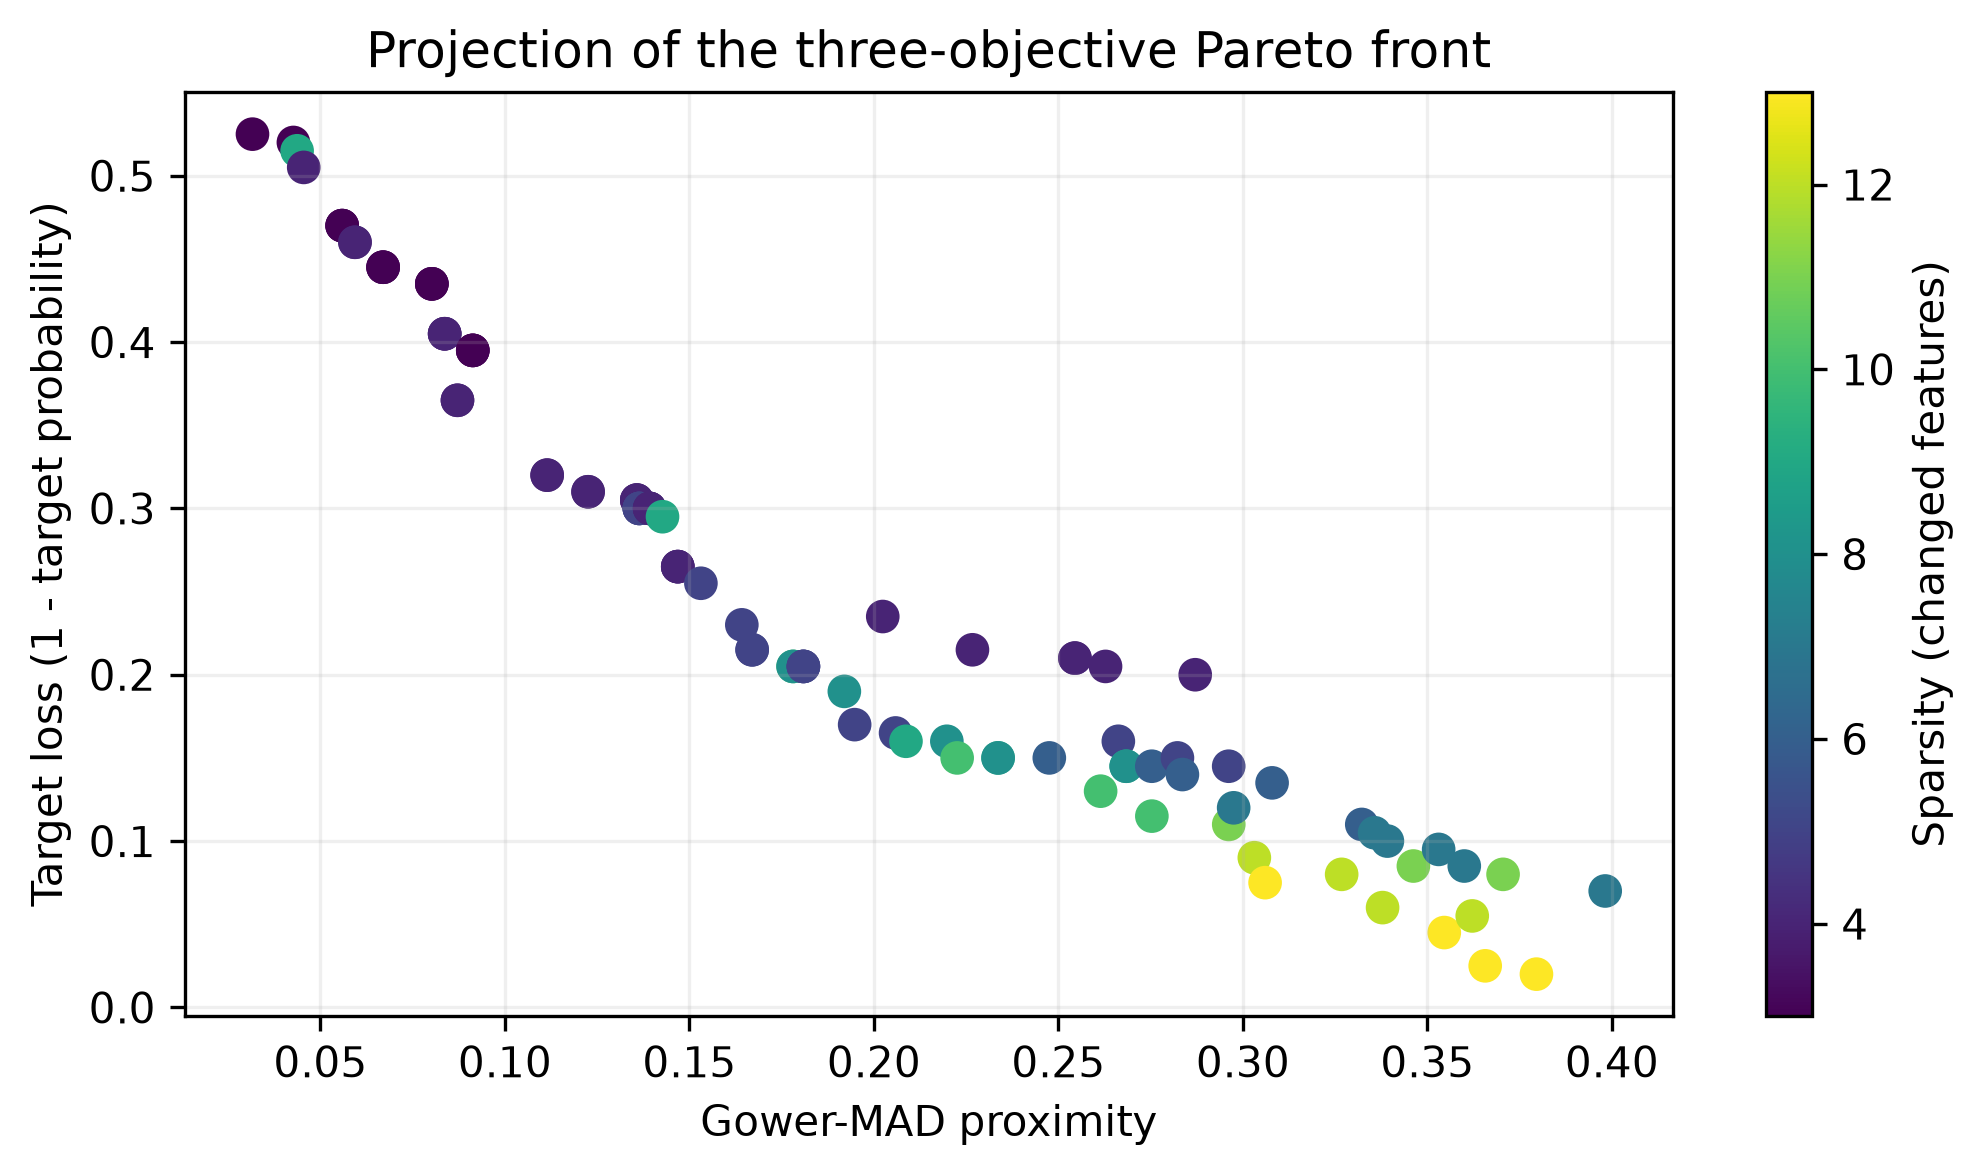 Projection of the three-objective Pareto front
Target loss (1 - target probability)
0.5
0.4
0.3
0.2
0.1
0.0
0.05 0.10 0.15 0.20 0.25 0.30 0.35 0.40
Gower-MAD proximity
12
10
8
6
4
Sparsity (changed features)